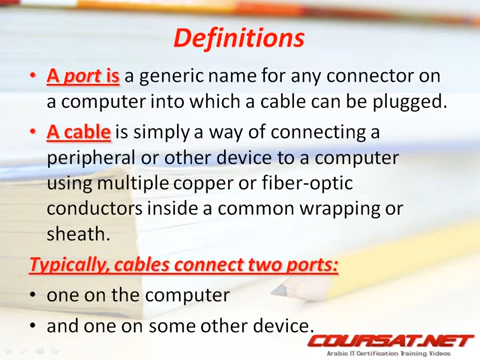 Definitions
• A port is a generic name for any connector on
a computer into which a cable can be plugged.
• A cable is simply a way of connecting a
peripheral or other device to a computer
using multiple copper or fiber-optic
conductors inside a common wrapping or
sheath.
Typically, cables connect two ports:
• one on the computer
• and one on some other device.
COURSAT.NET
Arabic IT Certification Training Videos